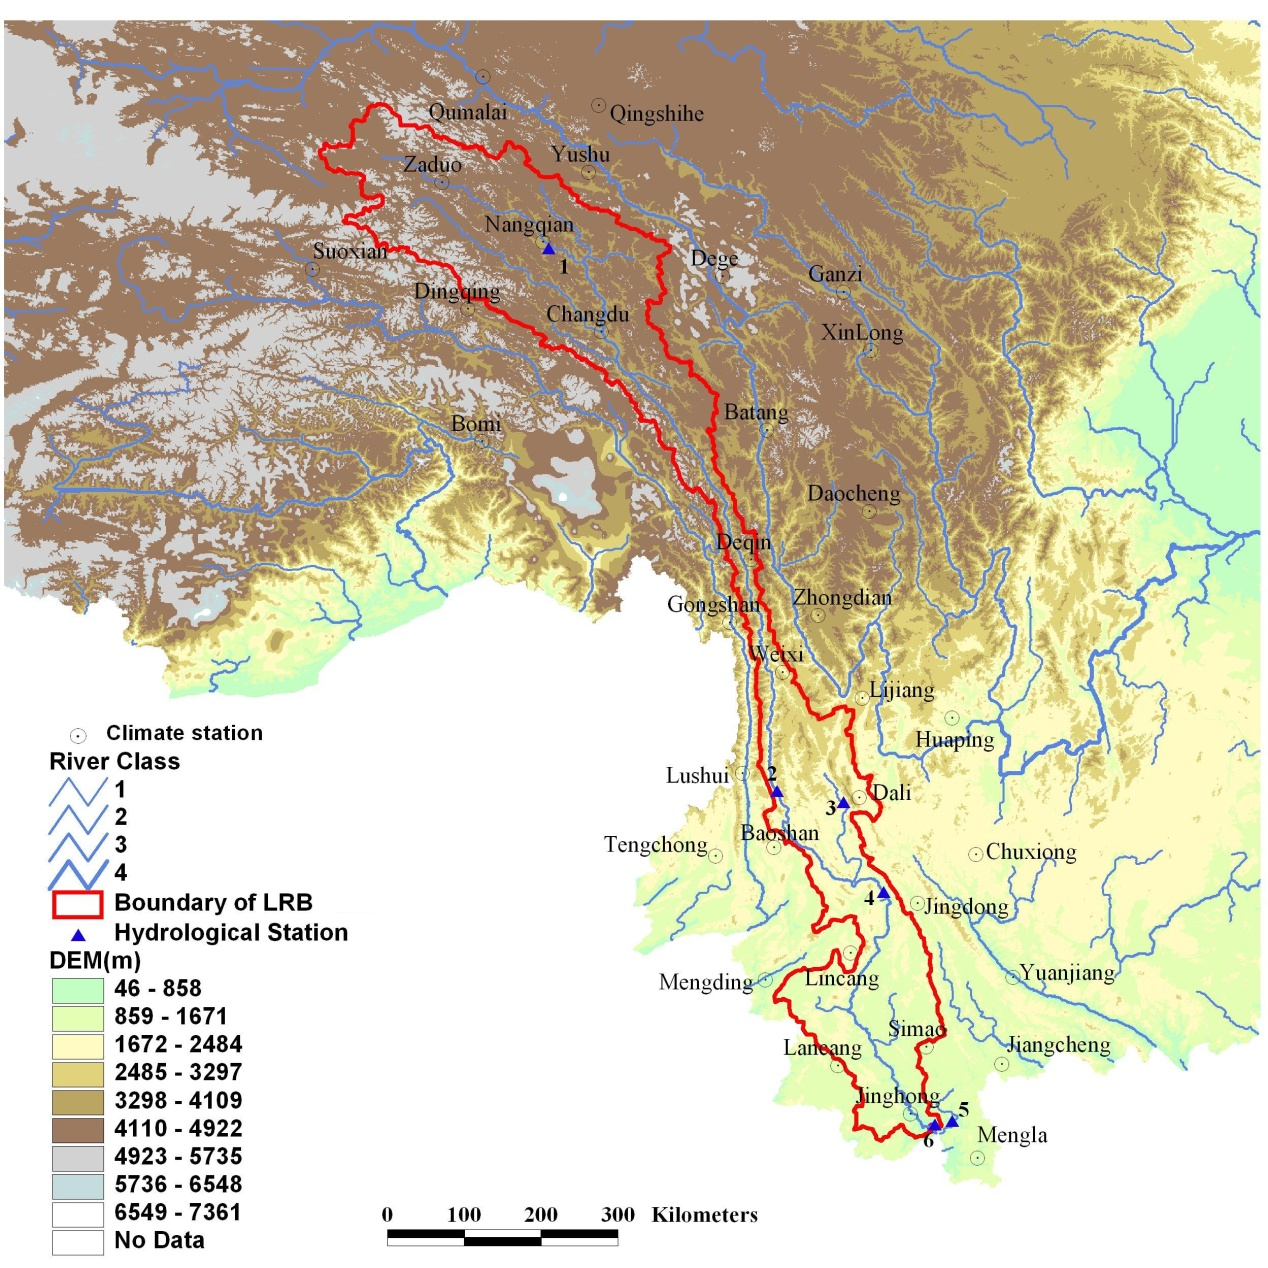 Qumalai
Qingshihe
Yushu
Zaduo
Nangqian
1
Suoxian
Dege
Ganzi
Dingqing
Changdu
XinLong
Batang
Bomi
Daocheng
Deqin
Gongshan
Zhongdian
Weixi
Lijiang
Huaping
Lushui
2
Dali
3
Baoshan
Tengchong
Chuxiong
4
Jingdong
Yuanjiang
Mengding
Lincang
Simao
Lancang
Jiangcheng
Jinghong
5
6
Mengla
Climate station
River Class
1
2
3
4
Boundary of LRB
Hydrological Station
DEM(m)
46 - 858
859 - 1671
1672 - 2484
2485 - 3297
3298 - 4109
4110 - 4922
4923 - 5735
5736 - 6548
6549 - 7361
No Data
0 100 200 300 Kilometers